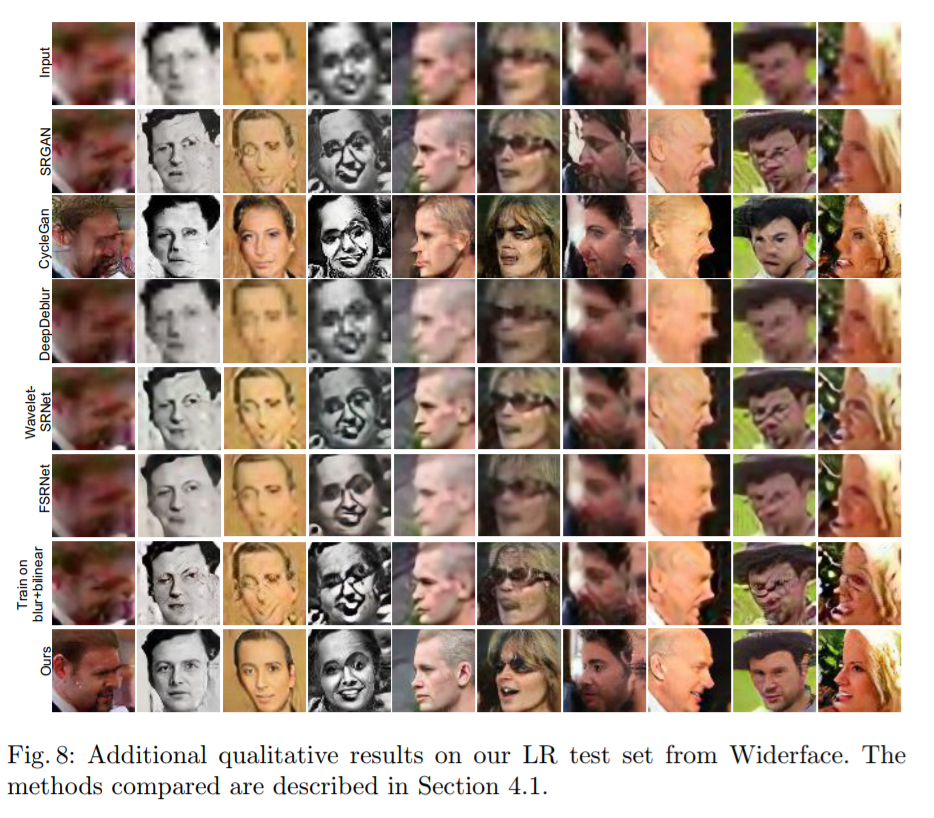 Input
SRGAN
CycleGan
DeepDeblur
Wavelet-
SRNet
FSRNet
Train on
blur+bilinear
Ours
Fig. 8: Additional qualitative results on our LR test set from Widerface. The
methods compared are described in Section 4.1.